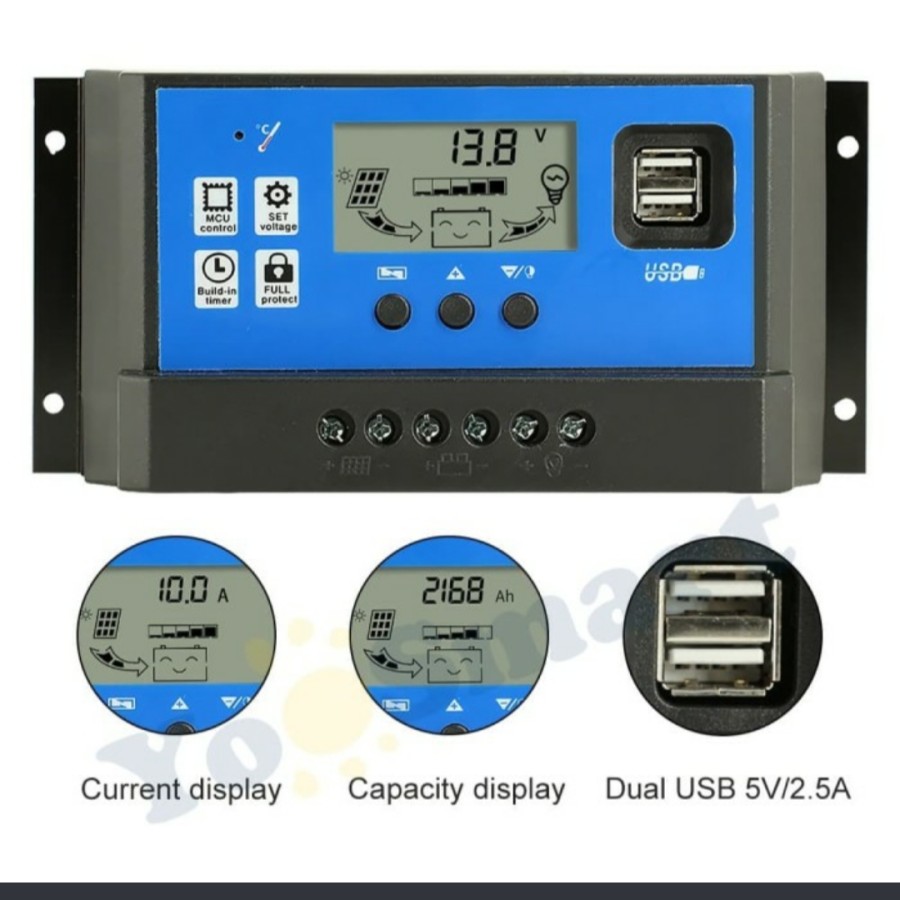 °C
13.8 V
MCU
control
SET
voltage
Build-in
timer
FULL
protect
USB
+ -
+ -
+ -
10.0 A
2168 Ah
YooSmart
Current display
Capacity display
Dual USB 5V/2.5A